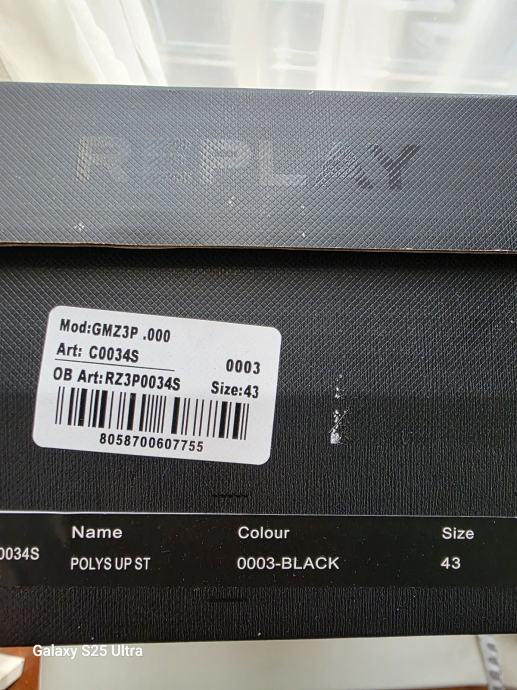 REPLAY
Mod:GMZ3P .000
Art: C0034S
0003
OB Art:RZ3P0034S Size:43
8058700607755
Name Colour Size
0034S POLYS UP ST 0003-BLACK 43
Galaxy S25 Ultra